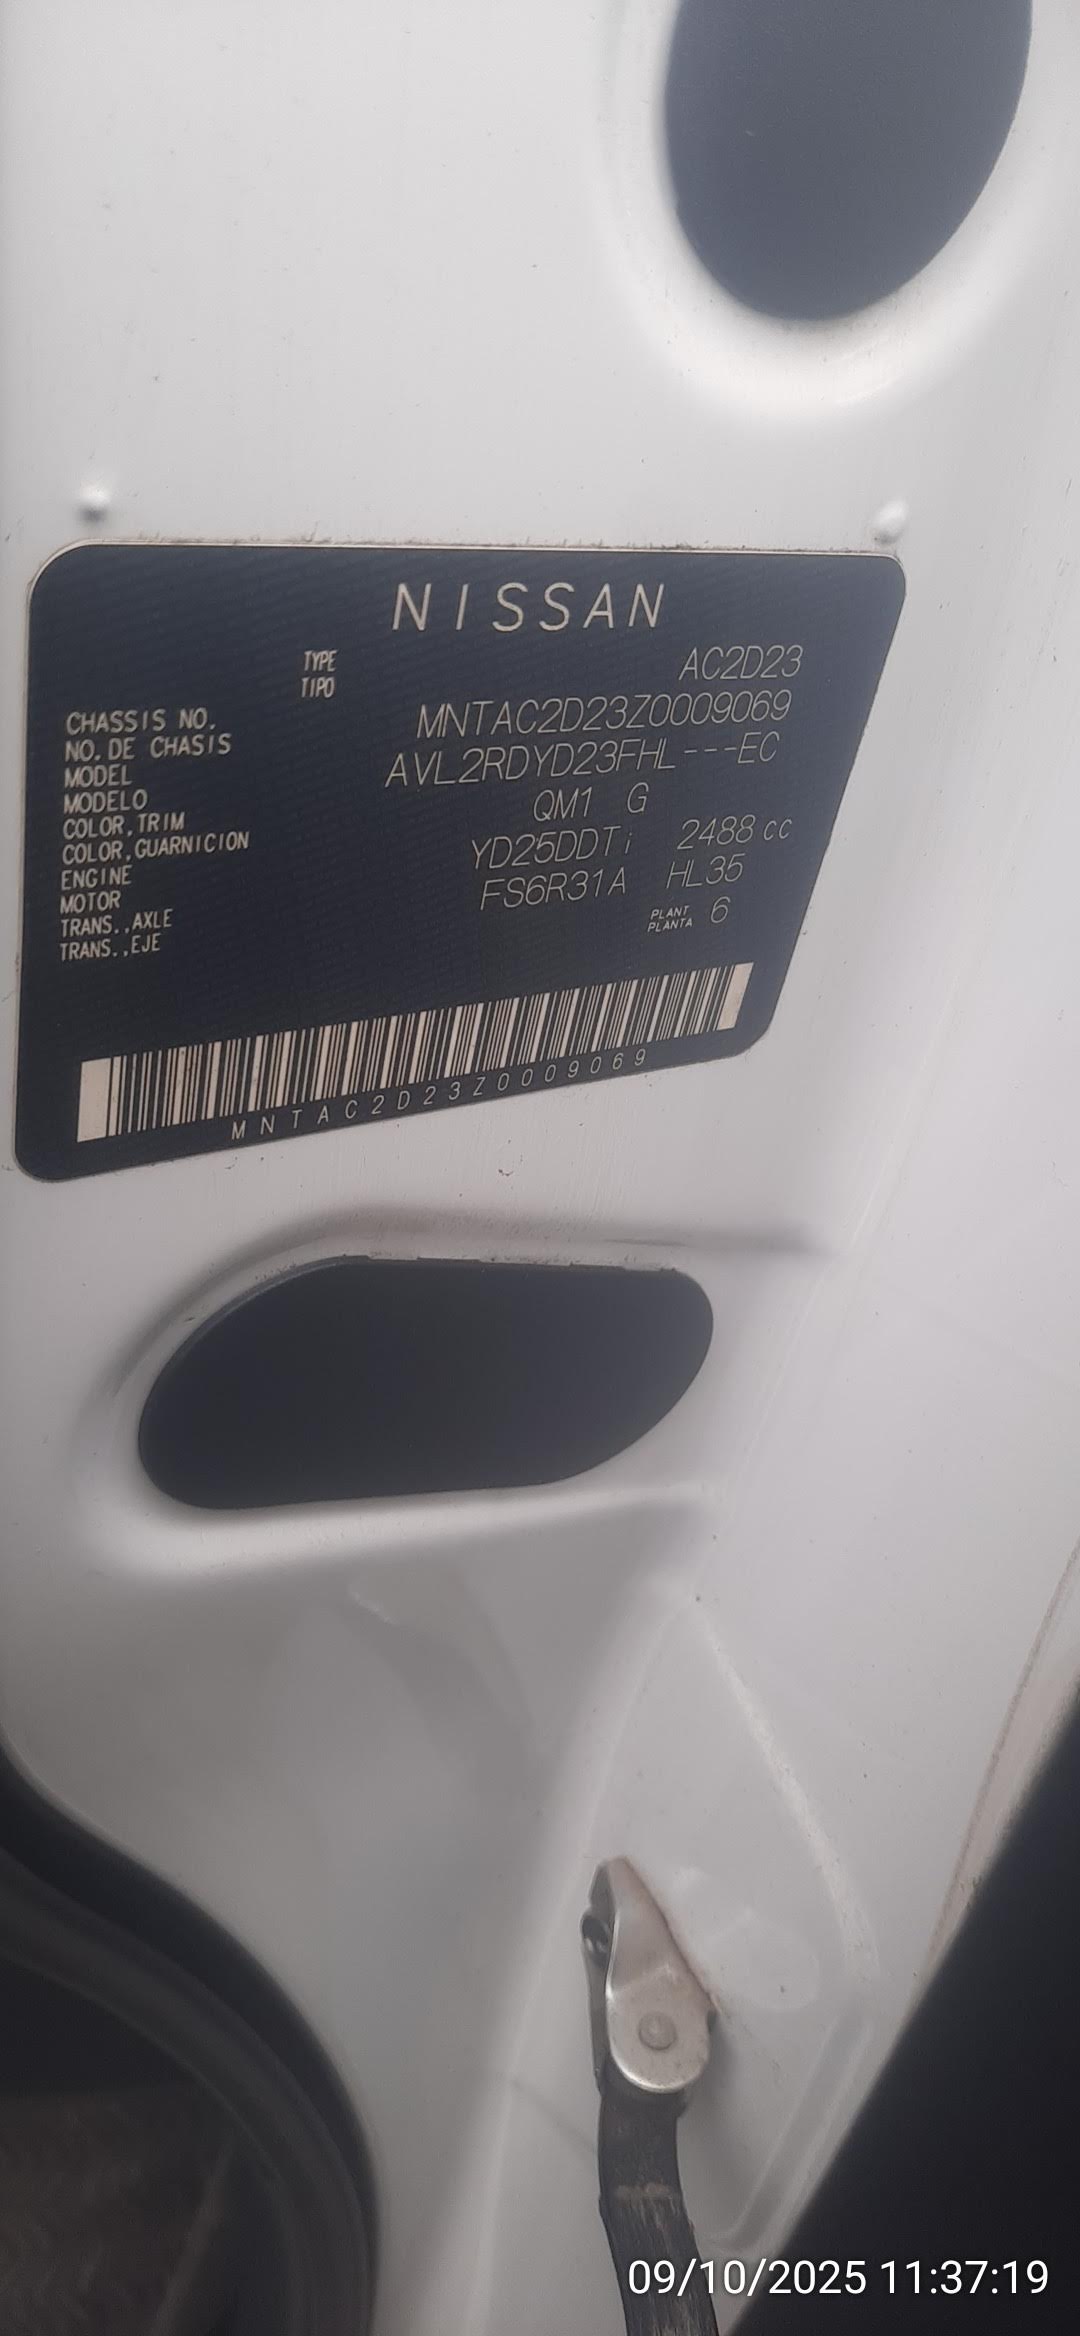 NISSAN
TYPE
TIPO
AC2D23
CHASSIS NO.
NO. DE CHASIS
MNTAC2D23Z0009069
MODEL
MODELO
AVL2RDYD23FHL---EC
COLOR,TRIM
COLOR,GUARNICION
QM1 G
ENGINE
MOTOR
YD25DDTi 2488 cc
TRANS.,AXLE
TRANS.,EJE
FS6R31A HL35
PLANT
PLANTA
6
MNTAC2D23Z0009069
09/10/2025 11:37:19